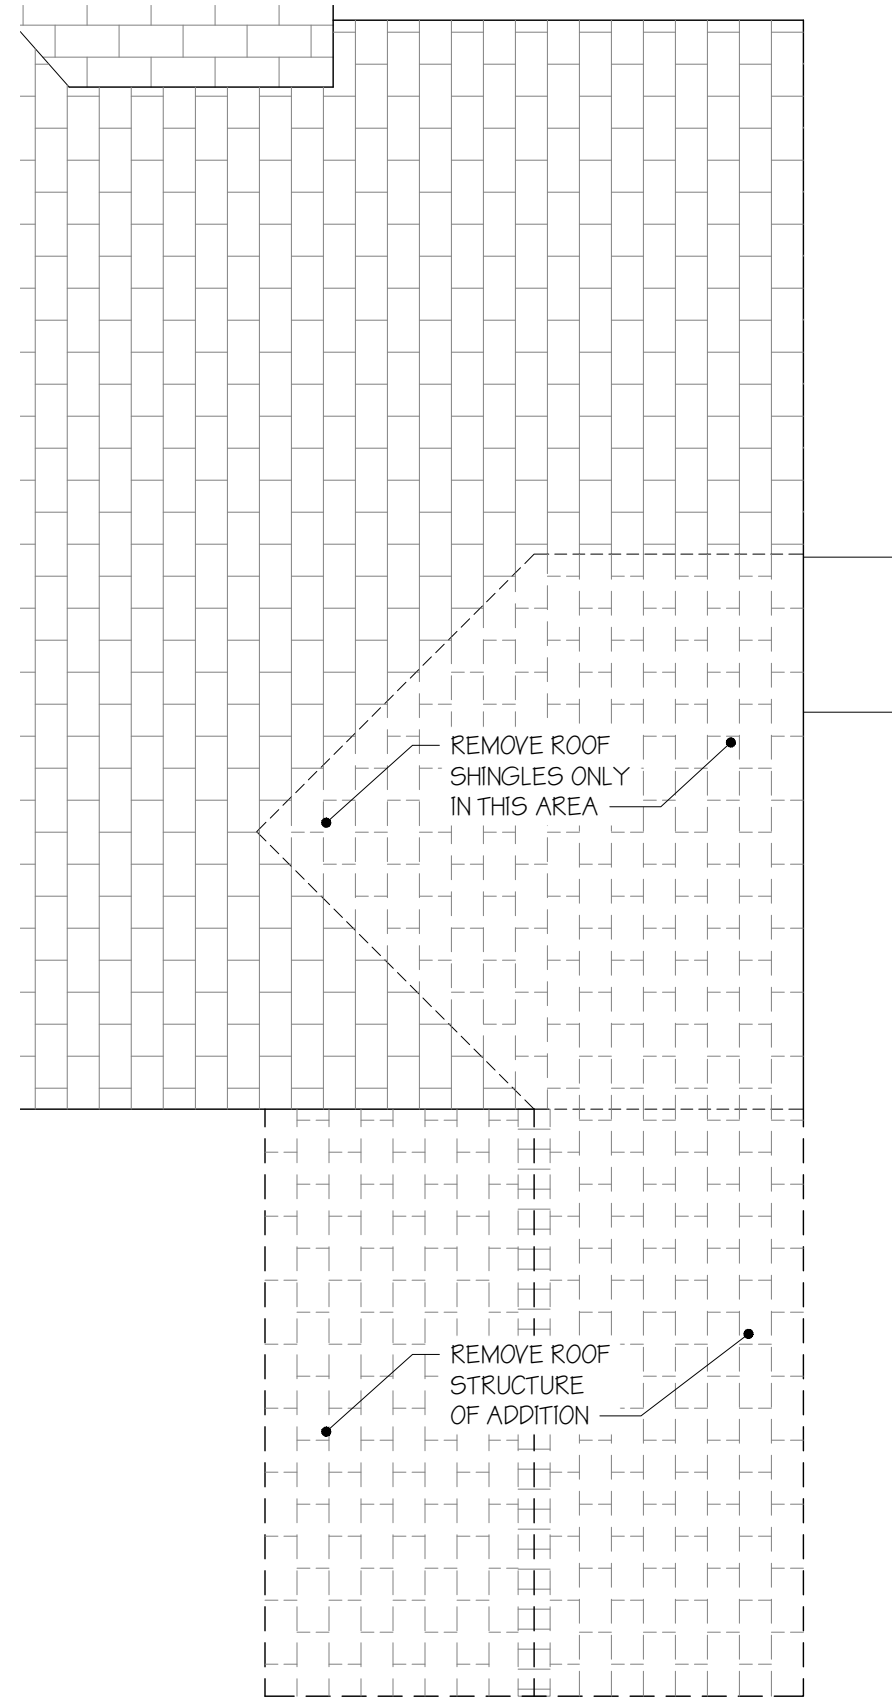 REMOVE ROOF
SHINGLES ONLY
IN THIS AREA
REMOVE ROOF
STRUCTURE
OF ADDITION